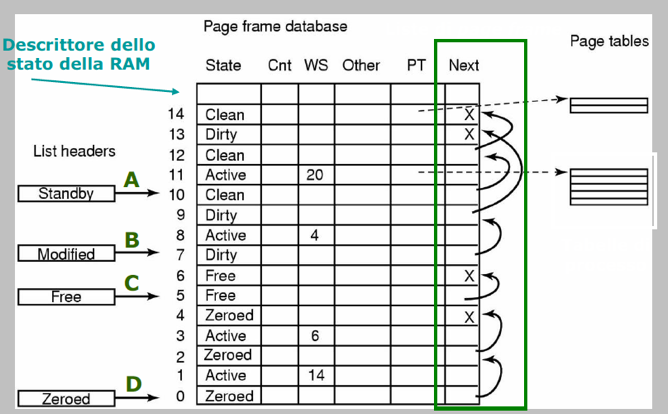 Page frame database
Descrittore dello
stato della RAM
Page tables
State Cnt WS Other PT Next
14 Clean X
13 Dirty X
List headers
12 Clean
11 Active 20
A
Standby
10 Clean
9 Dirty
8 Active 4
B
Modified
7 Dirty
6 Free X
C
Free
5 Free
4 Zeroed X
3 Active 6
2 Zeroed
1 Active 14
D
Zeroed
0 Zeroed